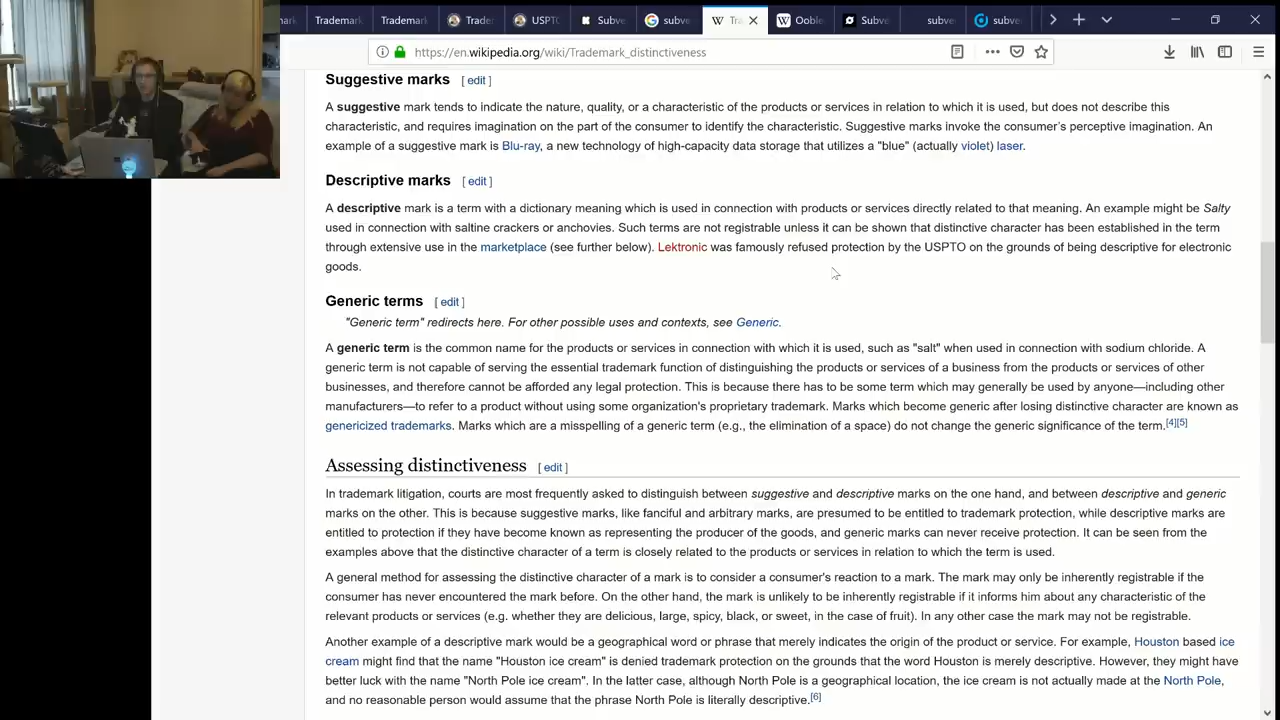 mark
Trademark
Trademark
Trader
USPTO
Subve
subve
Tra
Ooble
Subve
subve
subve
https://en.wikipedia.org/wiki/Trademark_distinctiveness
Suggestive marks [ edit ]
A suggestive mark tends to indicate the nature, quality, or a characteristic of the products or services in relation to which it is used, but does not describe this
characteristic, and requires imagination on the part of the consumer to identify the characteristic. Suggestive marks invoke the consumer's perceptive imagination. An
example of a suggestive mark is Blu-ray, a new technology of high-capacity data storage that utilizes a "blue" (actually violet) laser.
Descriptive marks [ edit ]
A descriptive mark is a term with a dictionary meaning which is used in connection with products or services directly related to that meaning. An example might be Salty
used in connection with saltine crackers or anchovies. Such terms are not registrable unless it can be shown that distinctive character has been established in the term
through extensive use in the marketplace (see further below). Lektronic was famously refused protection by the USPTO on the grounds of being descriptive for electronic
goods.
Generic terms [ edit ]
"Generic term" redirects here. For other possible uses and contexts, see Generic.
A generic term is the common name for the products or services in connection with which it is used, such as "salt" when used in connection with sodium chloride. A
generic term is not capable of serving the essential trademark function of distinguishing the products or services of a business from the products or services of other
businesses, and therefore cannot be afforded any legal protection. This is because there has to be some term which may generally be used by anyone—including other
manufacturers—to refer to a product without using some organization's proprietary trademark. Marks which become generic after losing distinctive character are known as
genericized trademarks. Marks which are a misspelling of a generic term (e.g., the elimination of a space) do not change the generic significance of the term.[4][5]
Assessing distinctiveness [ edit ]
In trademark litigation, courts are most frequently asked to distinguish between suggestive and descriptive marks on the one hand, and between descriptive and generic
marks on the other. This is because suggestive marks, like fanciful and arbitrary marks, are presumed to be entitled to trademark protection, while descriptive marks are
entitled to protection if they have become known as representing the producer of the goods, and generic marks can never receive protection. It can be seen from the
examples above that the distinctive character of a term is closely related to the products or services in relation to which the term is used.
A general method for assessing the distinctive character of a mark is to consider a consumer's reaction to a mark. The mark may only be inherently registrable if the
consumer has never encountered the mark before. On the other hand, the mark is unlikely to be inherently registrable if it informs him about any characteristic of the
relevant products or services (e.g. whether they are delicious, large, spicy, black, or sweet, in the case of fruit). In any other case the mark may not be registrable.
Another example of a descriptive mark would be a geographical word or phrase that merely indicates the origin of the product or service. For example, Houston based ice
cream might find that the name "Houston ice cream" is denied trademark protection on the grounds that the word Houston is merely descriptive. However, they might have
better luck with the name "North Pole ice cream". In the latter case, although North Pole is a geographical location, the ice cream is not actually made at the North Pole,
and no reasonable person would assume that the phrase North Pole is literally descriptive.[6]